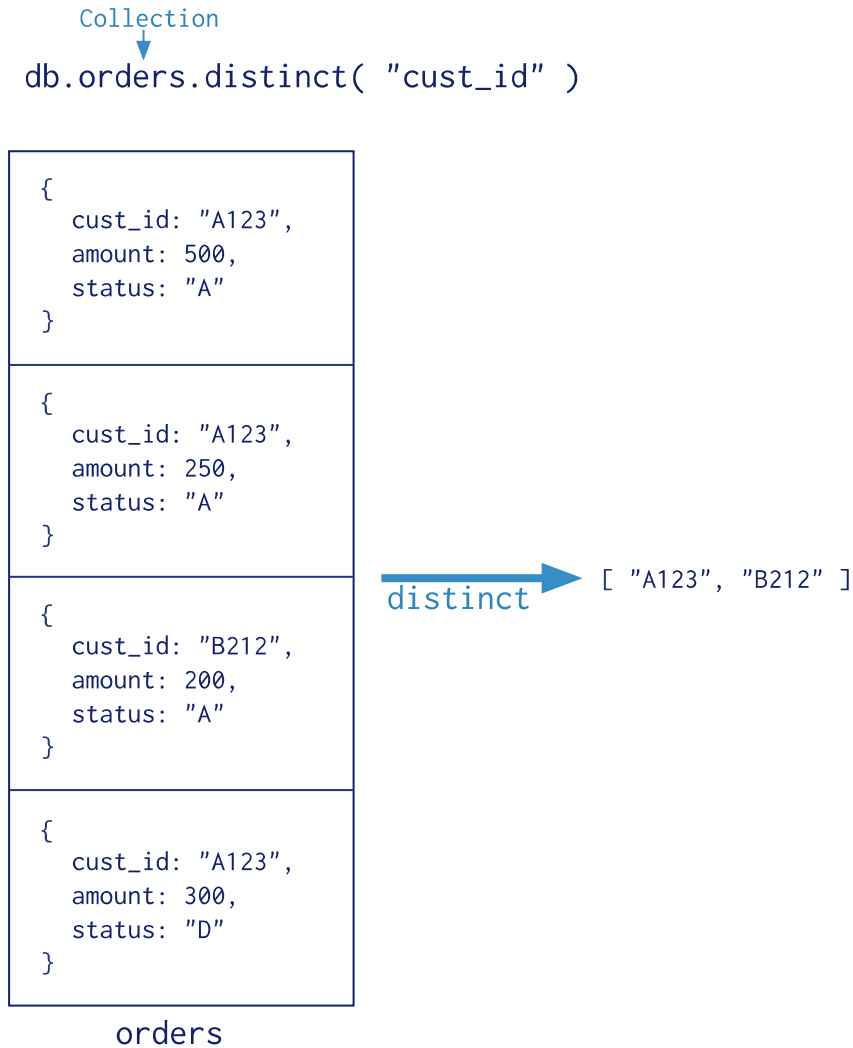 Collection
db.orders.distinct( "cust_id" )
{
cust_id: "A123",
amount: 500,
status: "A"
}
{
cust_id: "A123",
amount: 250,
status: "A"
}
{
cust_id: "B212",
amount: 200,
status: "A"
}
{
cust_id: "A123",
amount: 300,
status: "D"
}
orders
distinct
[ "A123", "B212" ]